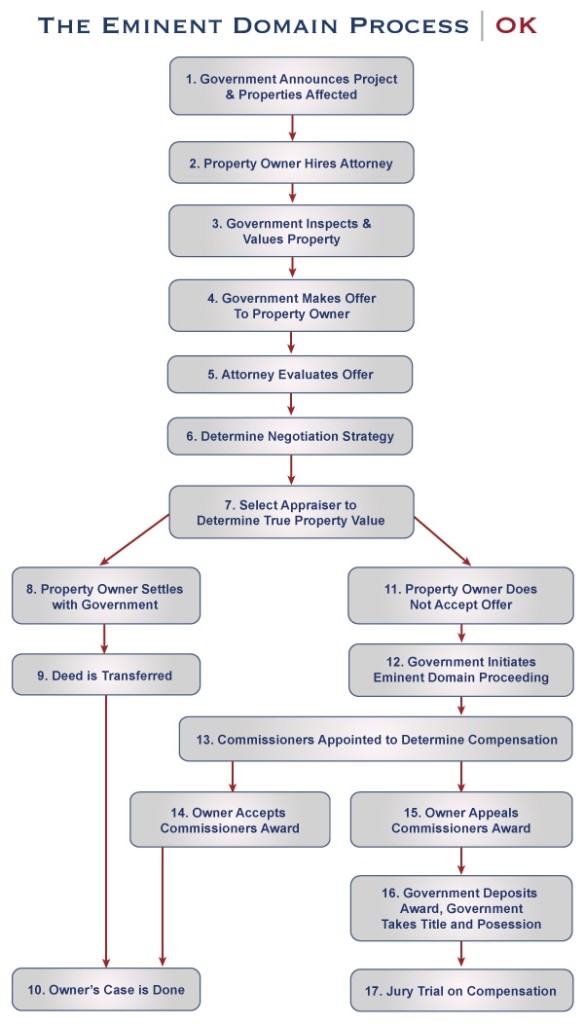 THE EMINENT DOMAIN PROCESS | OK
1. Government Announces Project
& Properties Affected
2. Property Owner Hires Attorney
3. Government Inspects &
Values Property
4. Government Makes Offer
To Property Owner
5. Attorney Evaluates Offer
6. Determine Negotiation Strategy
7. Select Appraiser to
Determine True Property Value
8. Property Owner Settles
with Government
9. Deed is Transferred
11. Property Owner Does
Not Accept Offer
12. Government Initiates
Eminent Domain Proceeding
13. Commissioners Appointed to Determine Compensation
14. Owner Accepts
Commissioners Award
15. Owner Appeals
Commissioners Award
16. Government Deposits
Award, Government
Takes Title and Posession
10. Owner's Case is Done
17. Jury Trial on Compensation